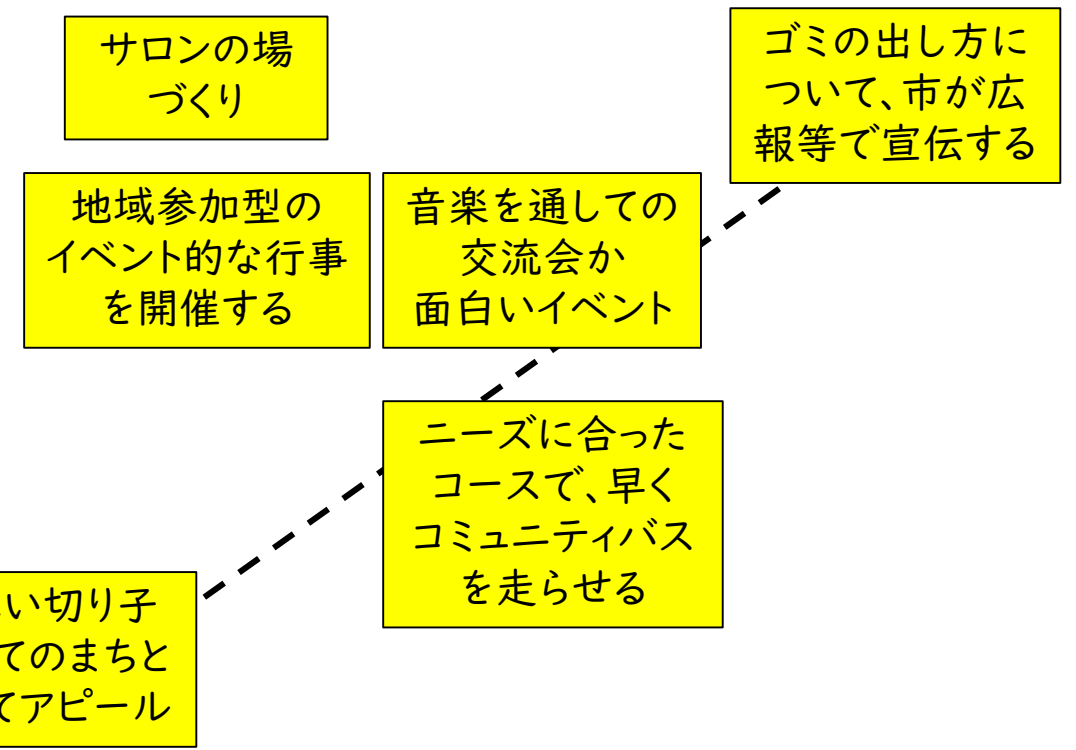 サロンの場
づくり
ゴミの出し方に
ついて、市が広
報等で宣伝する
地域参加型の
イベント的な行事
を開催する
音楽を通しての
交流会か
面白いイベント
ニーズに合った
コースで、早く
コミュニティバス
を走らせる
い切り子
てのまちと
てアピール